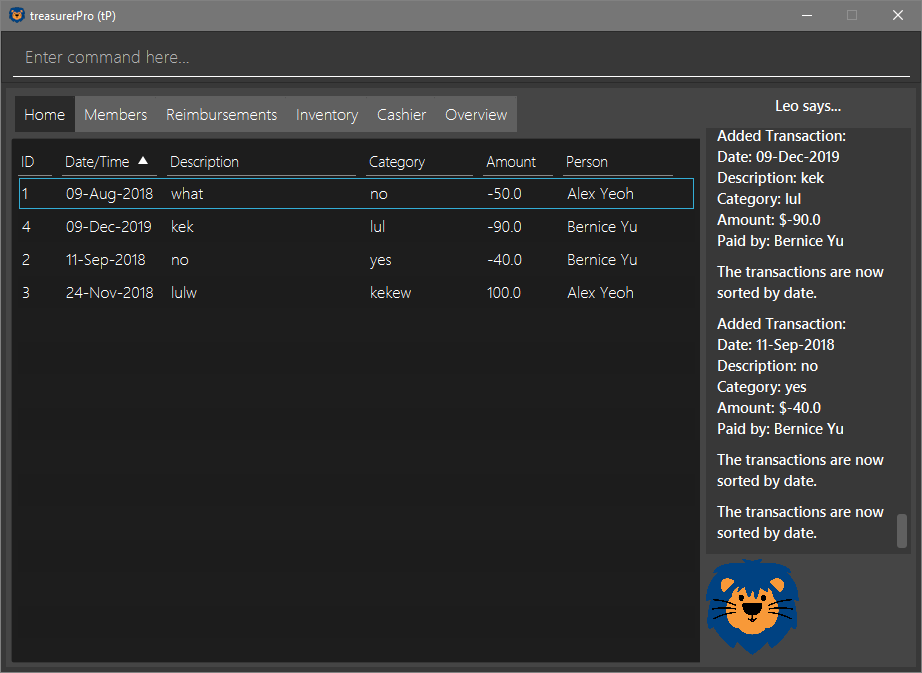 treasurerPro (tP)
Enter command here...
Home Members Reimbursements Inventory Cashier Overview
ID Date/Time ▲ Description Category Amount Person
1 09-Aug-2018 what no -50.0 Alex Yeoh
4 09-Dec-2019 kek lul -90.0 Bernice Yu
2 11-Sep-2018 no yes -40.0 Bernice Yu
3 24-Nov-2018 lulw kekew 100.0 Alex Yeoh
Leo says...
Added Transaction:
Date: 09-Dec-2019
Description: kek
Category: lul
Amount: $-90.0
Paid by: Bernice Yu
The transactions are now
sorted by date.
Added Transaction:
Date: 11-Sep-2018
Description: no
Category: yes
Amount: $-40.0
Paid by: Bernice Yu
The transactions are now
sorted by date.
The transactions are now
sorted by date.